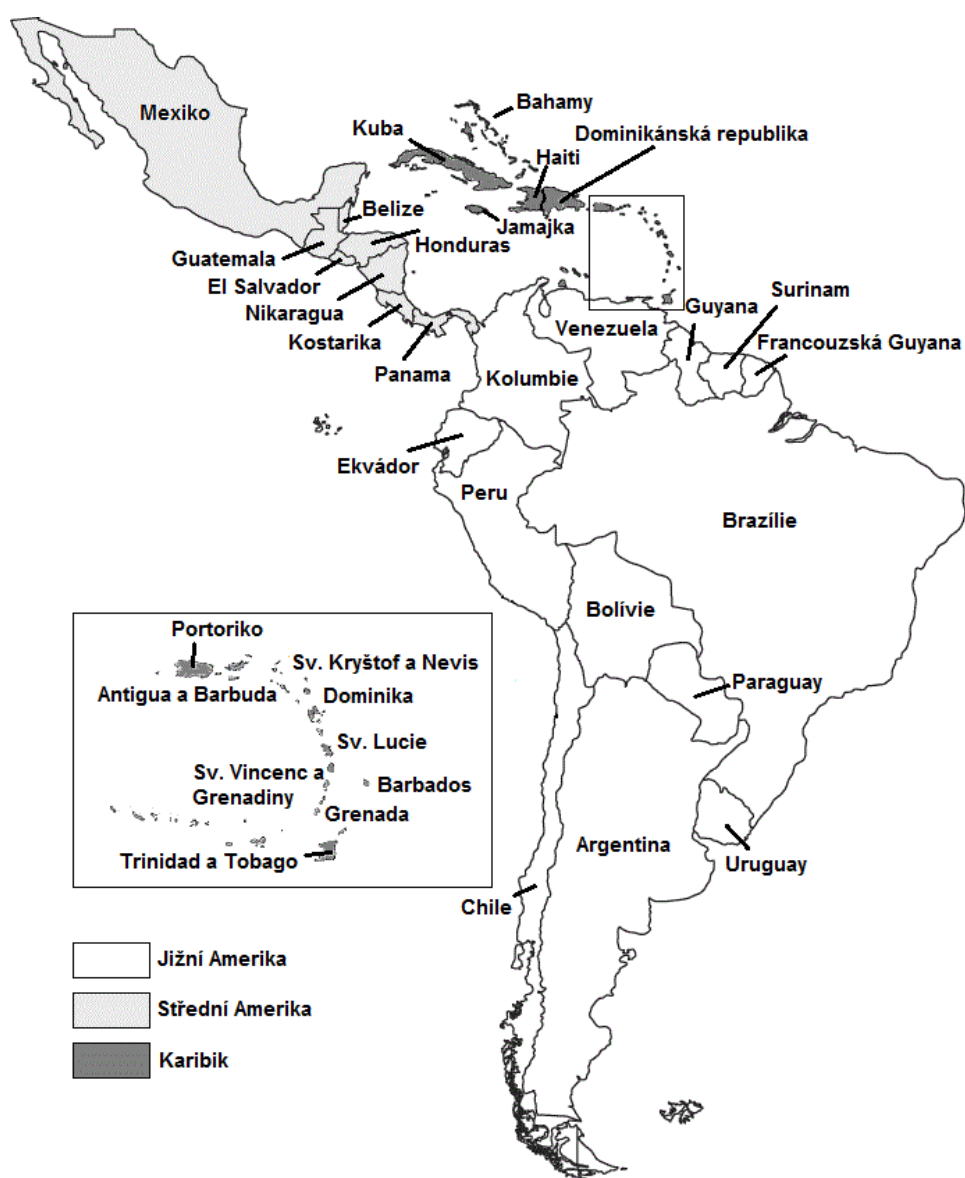 Mexiko
Bahamy
Kuba
Dominikánská republika
Haiti
Belize
Jamajka
Guatemala
Honduras
El Salvador
Nikaragua
Kostarika
Panama
Venezuela
Guyana
Surinam
Francouzská Guyana
Kolumbie
Ekvádor
Peru
Brazílie
Bolívie
Paraguay
Argentina
Uruguay
Chile
Portoriko
Sv. Kryštof a Nevis
Antigua a Barbuda
Dominika
Sv. Lucie
Sv. Vincenc a
Grenadiny
Barbados
Grenada
Trinidad a Tobago
Jižní Amerika
Střední Amerika
Karibik